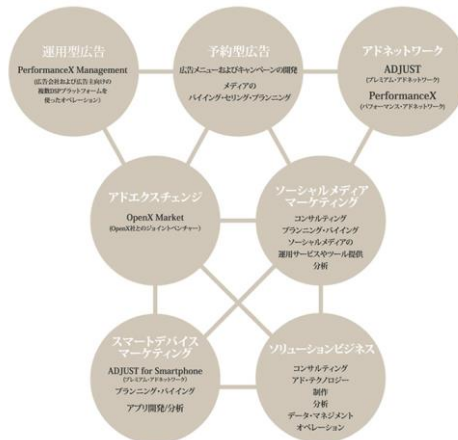 運用型広告
PerformanceX Management
(広告会社および広告主向けの
複数DSPプラットフォームを
使ったオペレーション)
予約型広告
広告メニューおよびキャンペーンの開発
メディアの
バイイング・セリング・プランニング
アドネットワーク
ADJUST
(プレミアム・アドネットワーク)
PerformanceX
(パフォーマンス・アドネットワーク)
アドエクスチェンジ
OpenX Market
(OpenX社とのジョイントベンチャー)
ソーシャルメディア
マーケティング
コンサルティング
プランニング・バイイング
ソーシャルメディアの
運用サービスやツール提供
分析
スマートデバイス
マーケティング
ADJUST for Smartphone
(プレミアム・アドネットワーク)
プランニング・バイイング
アプリ開発/分析
ソリューションビジネス
コンサルティング
アド・テクノロジー
制作
分析
データ・マネジメント
オペレーション